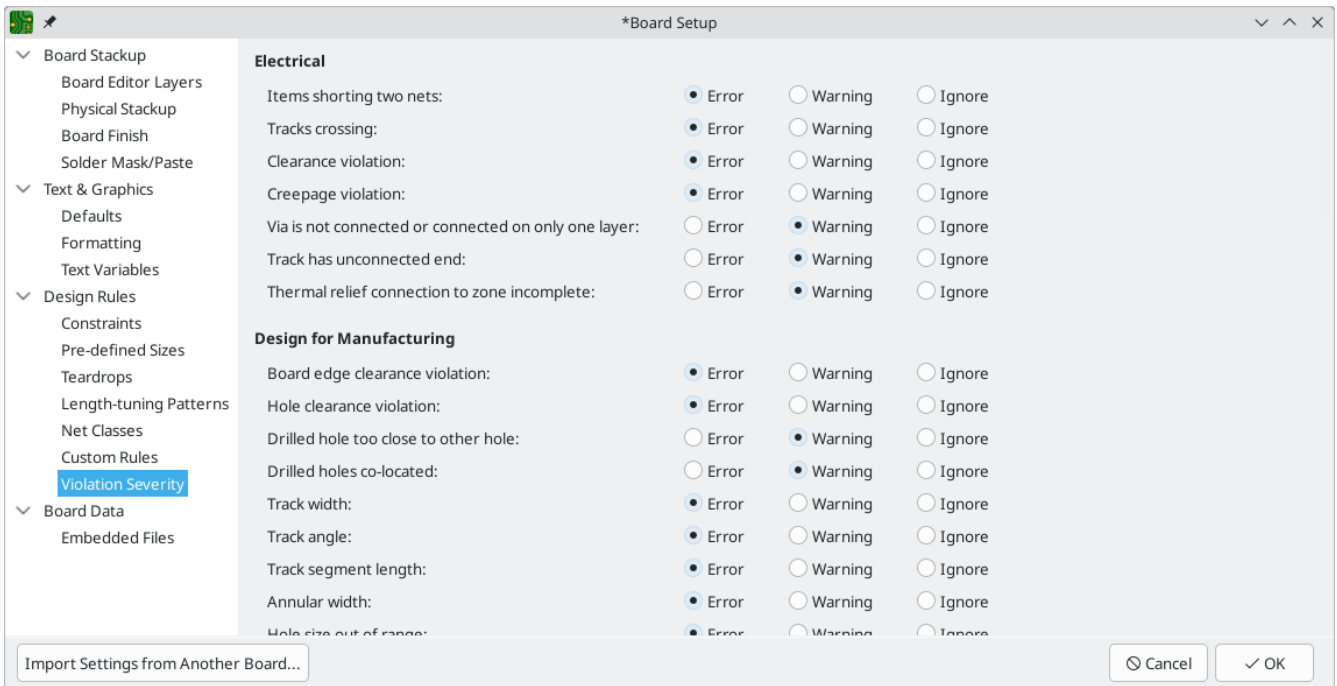 *Board Setup
Board Stackup
Board Editor Layers
Physical Stackup
Board Finish
Solder Mask/Paste
Text & Graphics
Defaults
Formatting
Text Variables
Design Rules
Constraints
Pre-defined Sizes
Teardrops
Length-tuning Patterns
Net Classes
Custom Rules
Violation Severity
Board Data
Embedded Files
Electrical
Items shorting two nets: Error Warning Ignore
Tracks crossing: Error Warning Ignore
Clearance violation: Error Warning Ignore
Creepage violation: Error Warning Ignore
Via is not connected or connected on only one layer: Error Warning Ignore
Track has unconnected end: Error Warning Ignore
Thermal relief connection to zone incomplete: Error Warning Ignore
Design for Manufacturing
Board edge clearance violation: Error Warning Ignore
Hole clearance violation: Error Warning Ignore
Drilled hole too close to other hole: Error Warning Ignore
Drilled holes co-located: Error Warning Ignore
Track width: Error Warning Ignore
Track angle: Error Warning Ignore
Track segment length: Error Warning Ignore
Annular width: Error Warning Ignore
Hole size out of range: Error Warning Ignore
Import Settings from Another Board... Cancel OK